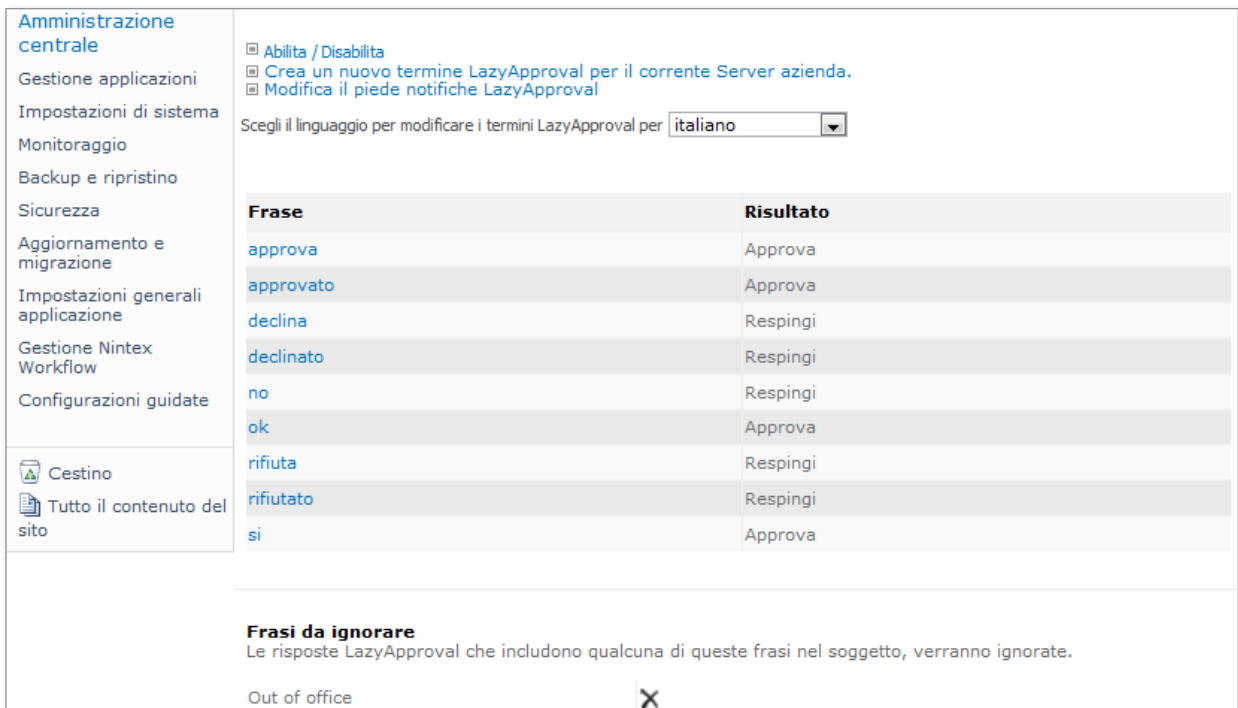 Amministrazione
centrale
Gestione applicazioni
Impostazioni di sistema
Monitoraggio
Backup e ripristino
Sicurezza
Aggiornamento e
migrazione
Impostazioni generali
applicazione
Gestione Nintex
Workflow
Configurazioni guidate
Cestino
Tutto il contenuto del
sito
Abilita / Disabilita
Crea un nuovo termine LazyApproval per il corrente Server azienda.
Modifica il piede notifiche LazyApproval
Scegli il linguaggio per modificare i termini LazyApproval per italiano
Frase Risultato
approva Approva
approvato Approva
declina Respingi
declinato Respingi
no Respingi
ok Approva
rifiuta Respingi
rifiutato Respingi
si Approva
Frasi da ignorare
Le risposte LazyApproval che includono qualcuna di queste frasi nel soggetto, verranno ignorate.
Out of office